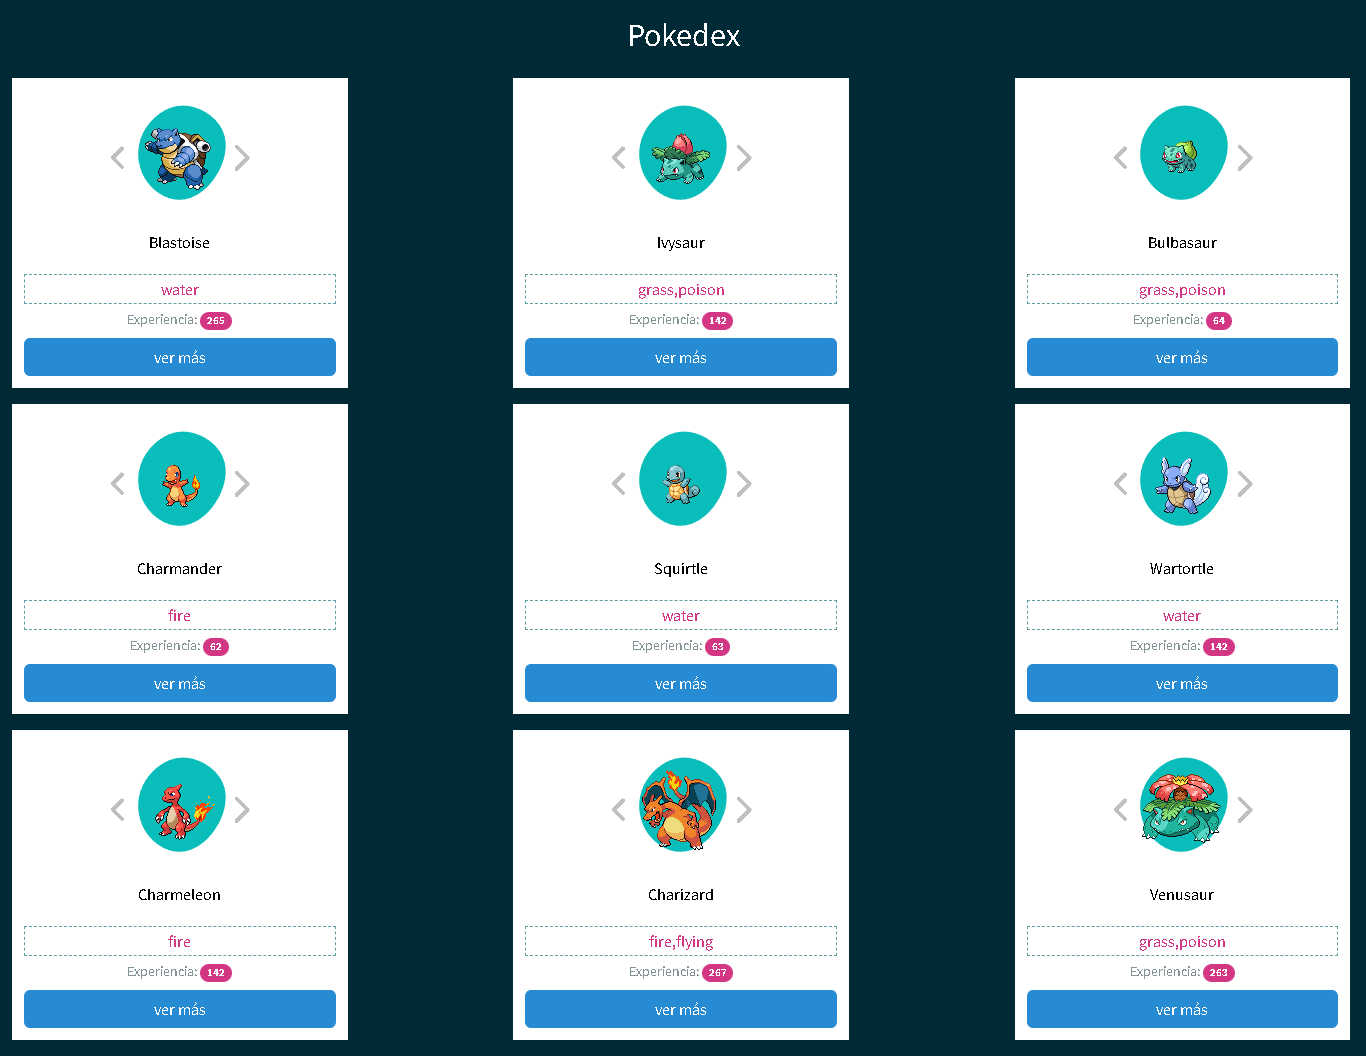 Pokedex
Blastoise
water
Experiencia: 265
ver más
Ivysaur
grass,poison
Experiencia: 142
ver más
Bulbasaur
grass,poison
Experiencia: 64
ver más
Charmander
fire
Experiencia: 62
ver más
Squirtle
water
Experiencia: 63
ver más
Wartortle
water
Experiencia: 142
ver más
Charmeleon
fire
Experiencia: 142
ver más
Charizard
fire,flying
Experiencia: 267
ver más
Venusaur
grass,poison
Experiencia: 263
ver más